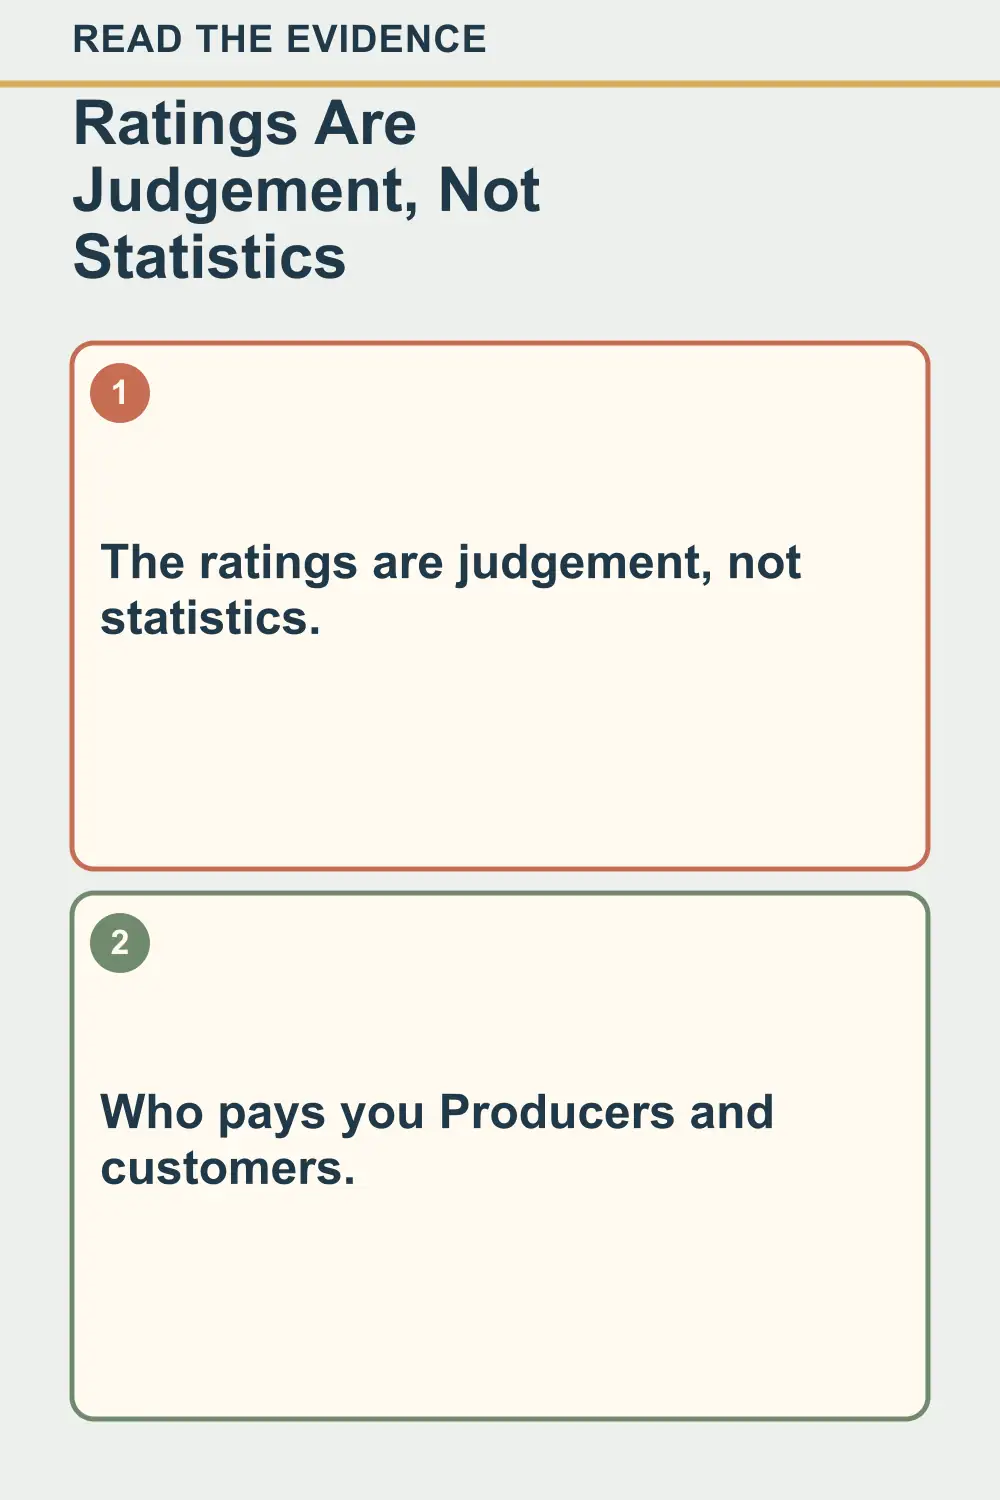 READ THE EVIDENCE
Ratings Are
Judgement, Not
Statistics
1
The ratings are judgement, not
statistics.
2
Who pays you Producers and
customers.